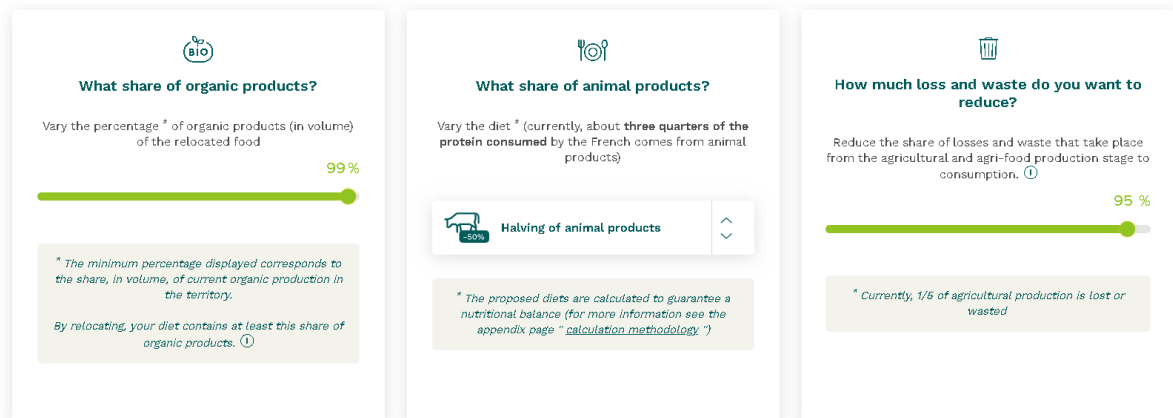 BIO
What share of organic products?
Vary the percentage * of organic products (in volume)
of the relocated food
99 %
* The minimum percentage displayed corresponds to
the share, in volume, of current organic production in
the territory.
By relocating, your diet contains at least this share of
organic products.
What share of animal products?
Vary the diet * (currently, about three quarters of the
protein consumed by the French comes from animal
products)
-50%
Halving of animal products
* The proposed diets are calculated to guarantee a
nutritional balance (for more information see the
appendix page “ calculation methodology ”)
How much loss and waste do you want to
reduce?
Reduce the share of losses and waste that take place
from the agricultural and agri-food production stage to
consumption.
95 %
* Currently, 1/5 of agricultural production is lost or
wasted